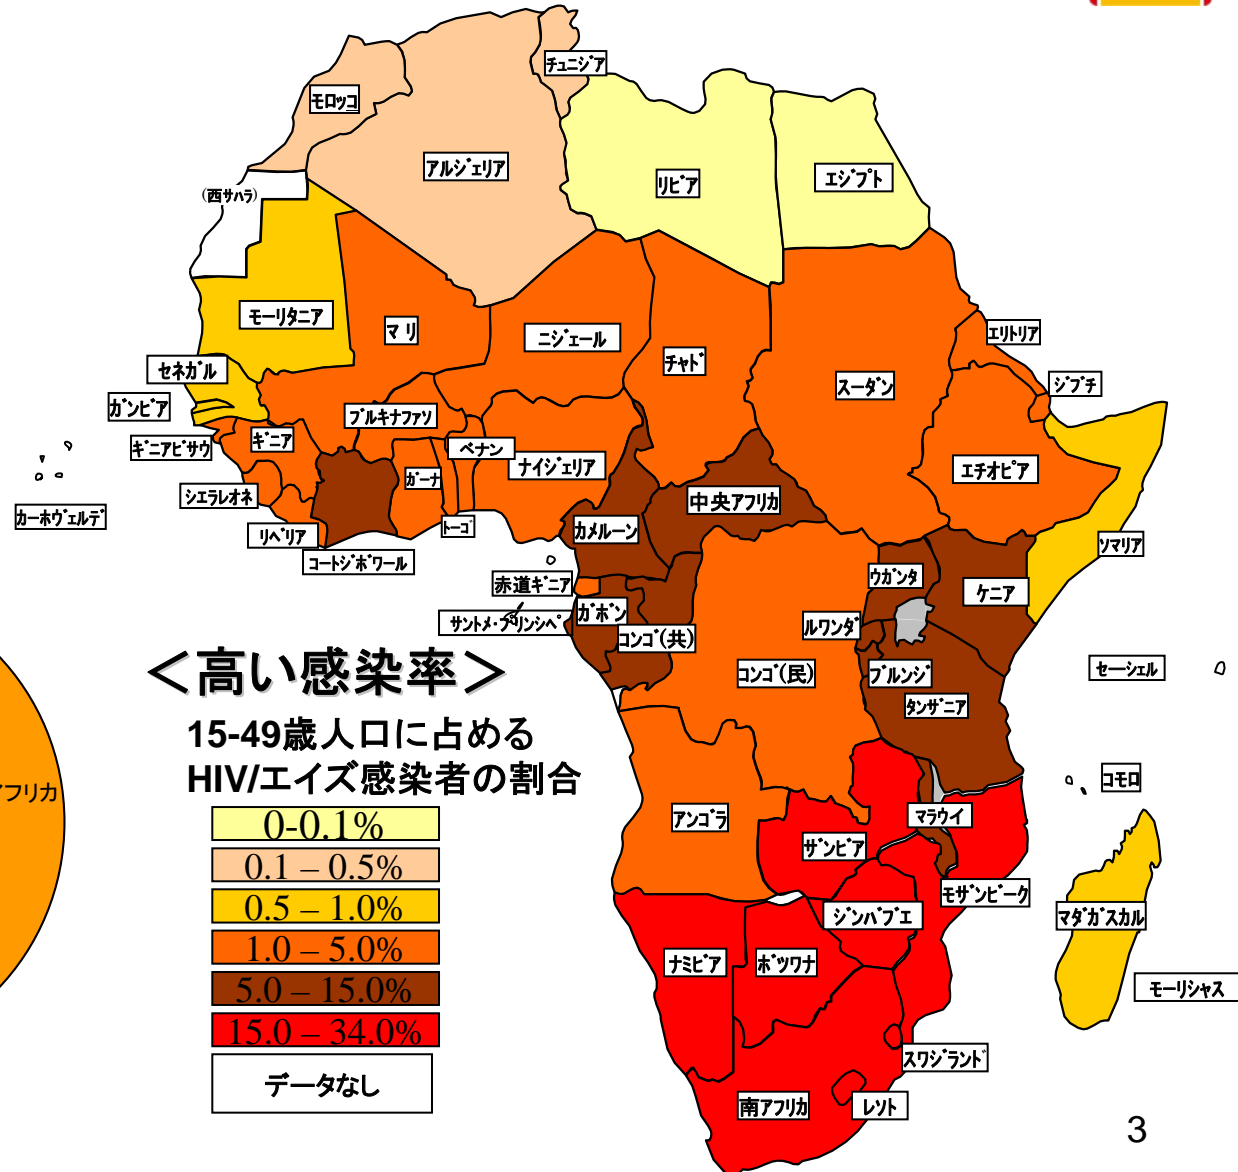 チュニジア
モロッコ
アルジェリア
リビア
エジプト
(西サハラ)
モーリタニア
マリ
ニジェール
チャド
スーダン
エリトリア
ジブチ
セネガル
ガンビア
ギニアビサウ
ギニア
ブルキナファソ
ベナン
ナイジェリア
ガーナ
エチオピア
シエラレオネ
リベリア
トーゴ
コートジボワール
カーホヴェルデ
カメルーン
中央アフリカ
ソマリア
赤道ギニア
ガボン
サントメ・プリンシペ
コンゴ(共)
ウガンダ
ケニア
ルワンダ
コンゴ(民)
ブルンジ
タンザニア
セーシェル
コモロ
<高い感染率>
15-49歳人口に占める
HIV/エイズ感染者の割合
0-0.1%
0.1 – 0.5%
0.5 – 1.0%
1.0 – 5.0%
5.0 – 15.0%
15.0 – 34.0%
データなし
フリカ
アンゴラ
ザンビア
マラウイ
モザンビーク
ジンバブエ
マダガスカル
ナミビア
ボツワナ
モーリシャス
スワジランド
南アフリカ
レソト
3